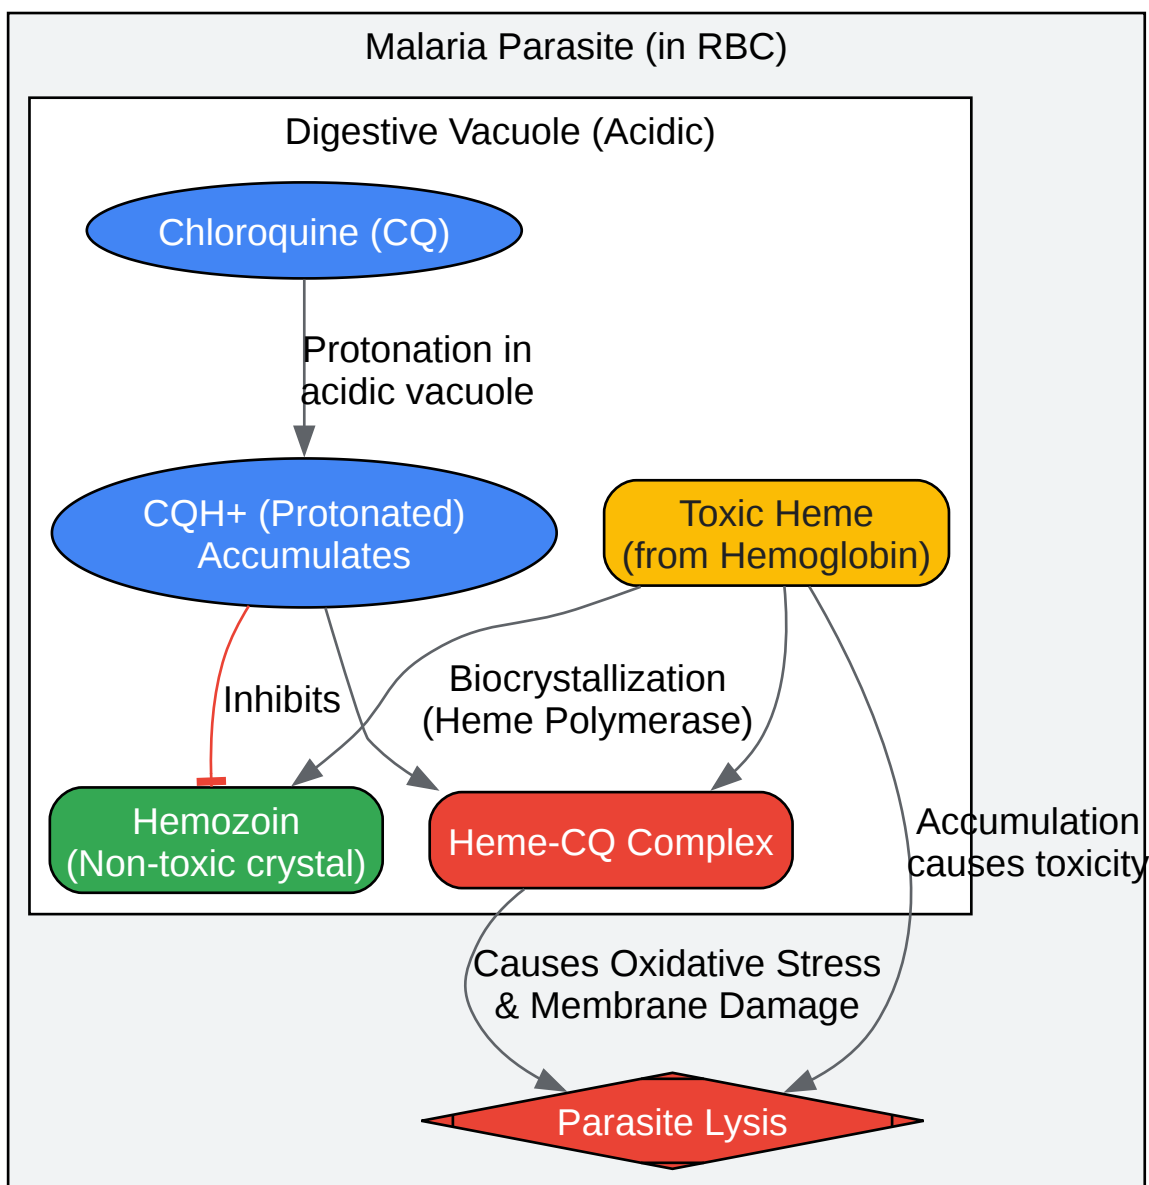 Malaria Parasite (in RBC)
Digestive Vacuole (Acidic)
Chloroquine (CQ)
Protonation in
acidic vacuole
CQH+ (Protonated)
Accumulates
Toxic Heme
(from Hemoglobin)
Inhibits
Biocrystallization
(Heme Polymerase)
Hemozoin
(Non-toxic crystal)
Heme-CQ Complex
Accumulation
causes toxicity
Causes Oxidative Stress
& Membrane Damage
Parasite Lysis